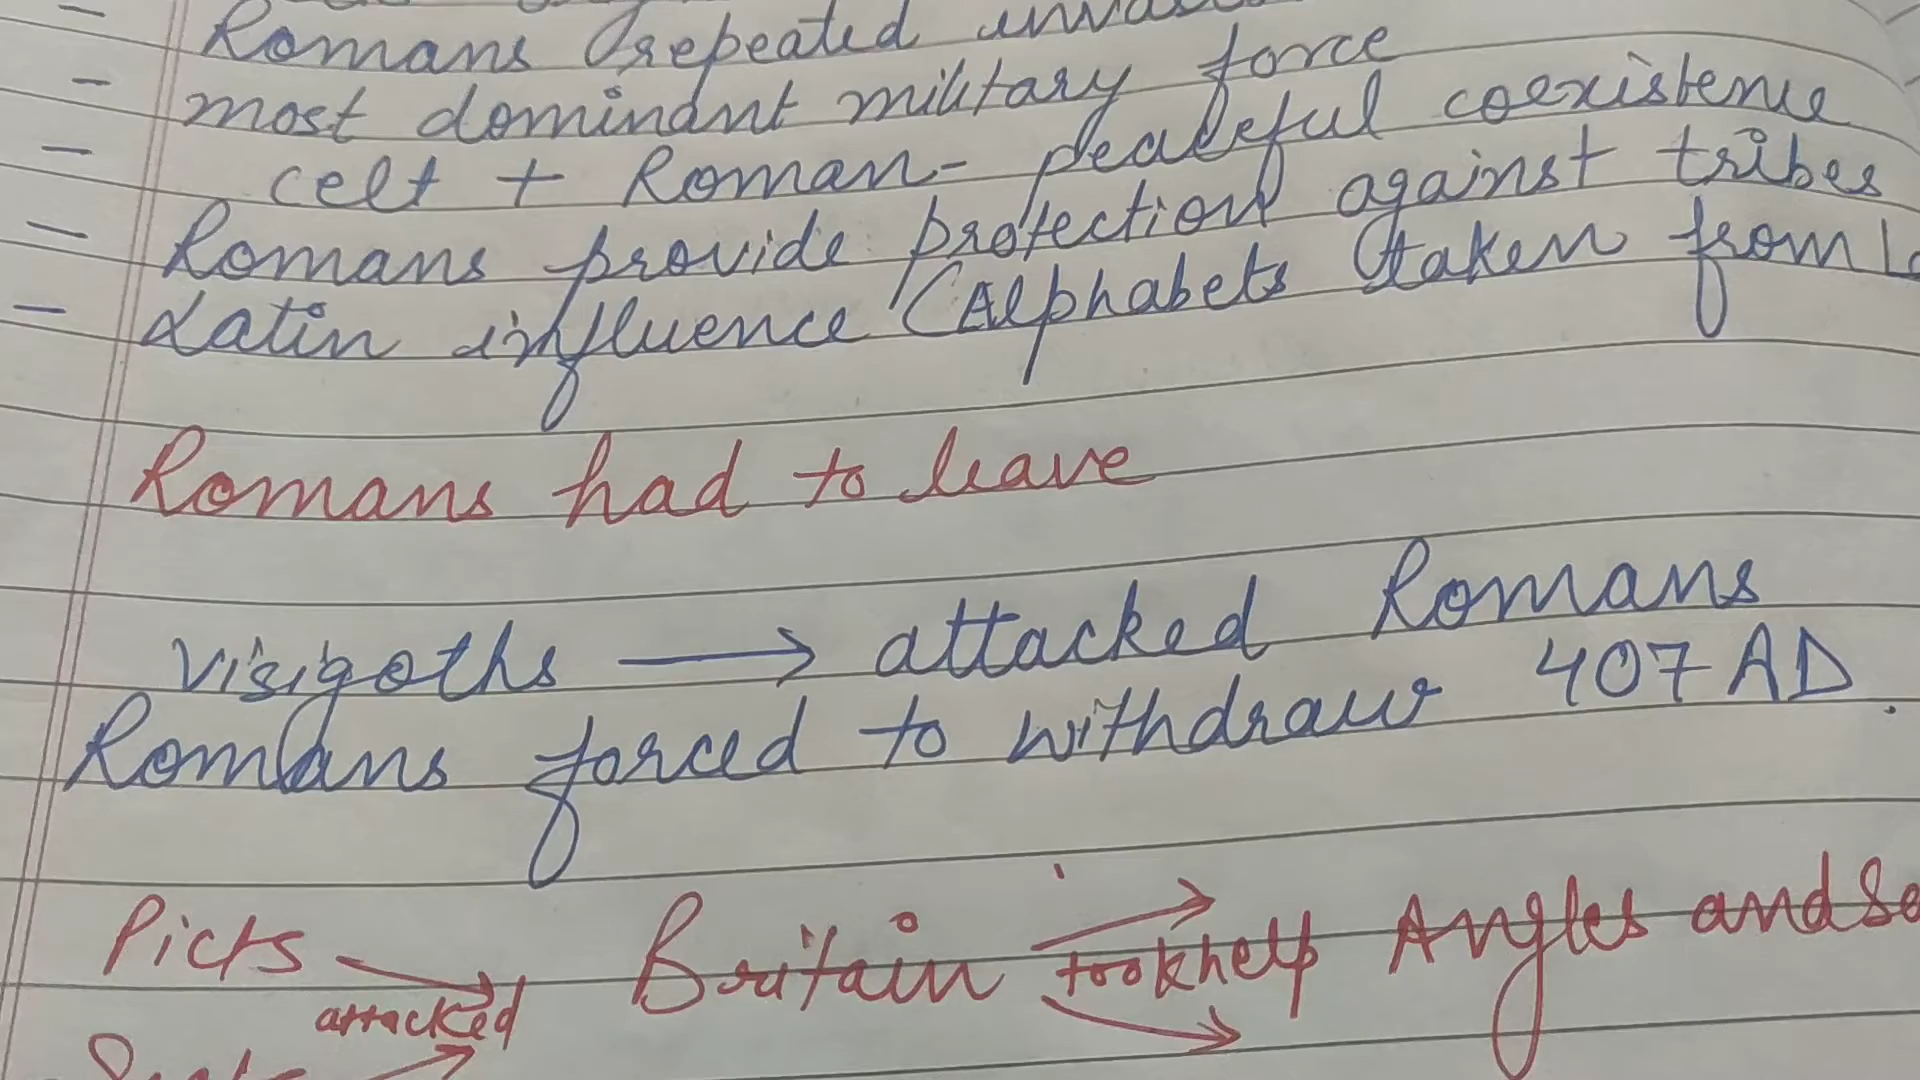 Romans repeated
- most dominant military force
- celt + Roman - peaceful coexistence
- Romans provide protection against tribes
- Latin influence (Alphabets taken from
Romans had to leave
Visigoths → attacked Romans
Romans forced to withdraw 407 AD.
Picts → attacked Britain → took help Angles and